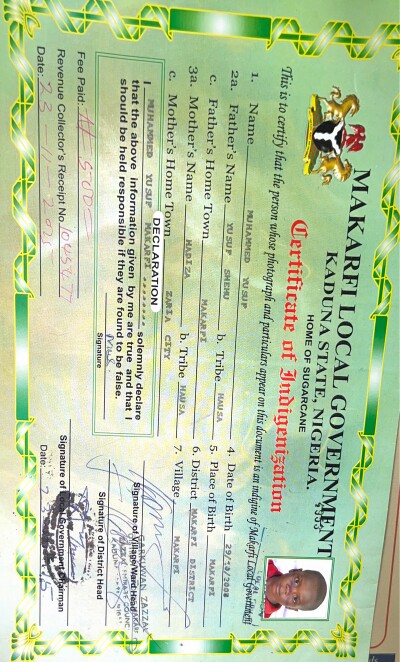 MAKARFI LOCAL GOVERNMENT
KADUNA STATE, NIGERIA.
HOME OF SUGARCANE
Certificate of Indigenization
This is to certify that the person whose photograph and particulars appear on this document is an indigine of Makarfi Local Government
1. Name MUHAMMED YUSUF
2a. Father's Name YUSUF SHEHU b. Tribe HAUSA
c. Father's Home Town MAKARFI
3a. Mother's Name HADIZA b. Tribe HAUSA
c. Mother's Home Town ZARIA CITY
4. Date of Birth 29/10/2008
5. Place of Birth MAKARFI
6. District MAKARFI DISTRICT
7. Village MAKARFI
DECLARATION
I MUHAMMED YUSUF MAKARFI solemnly declare
that the above information given by me are true and that I
should be held responsible if they are found to be false.
Signature
Signature of Village/Ward Head
Signature of District Head
Signature of Local Government Chairman
Date:
Fee Paid:
Revenue Collector's Receipt No
Date: